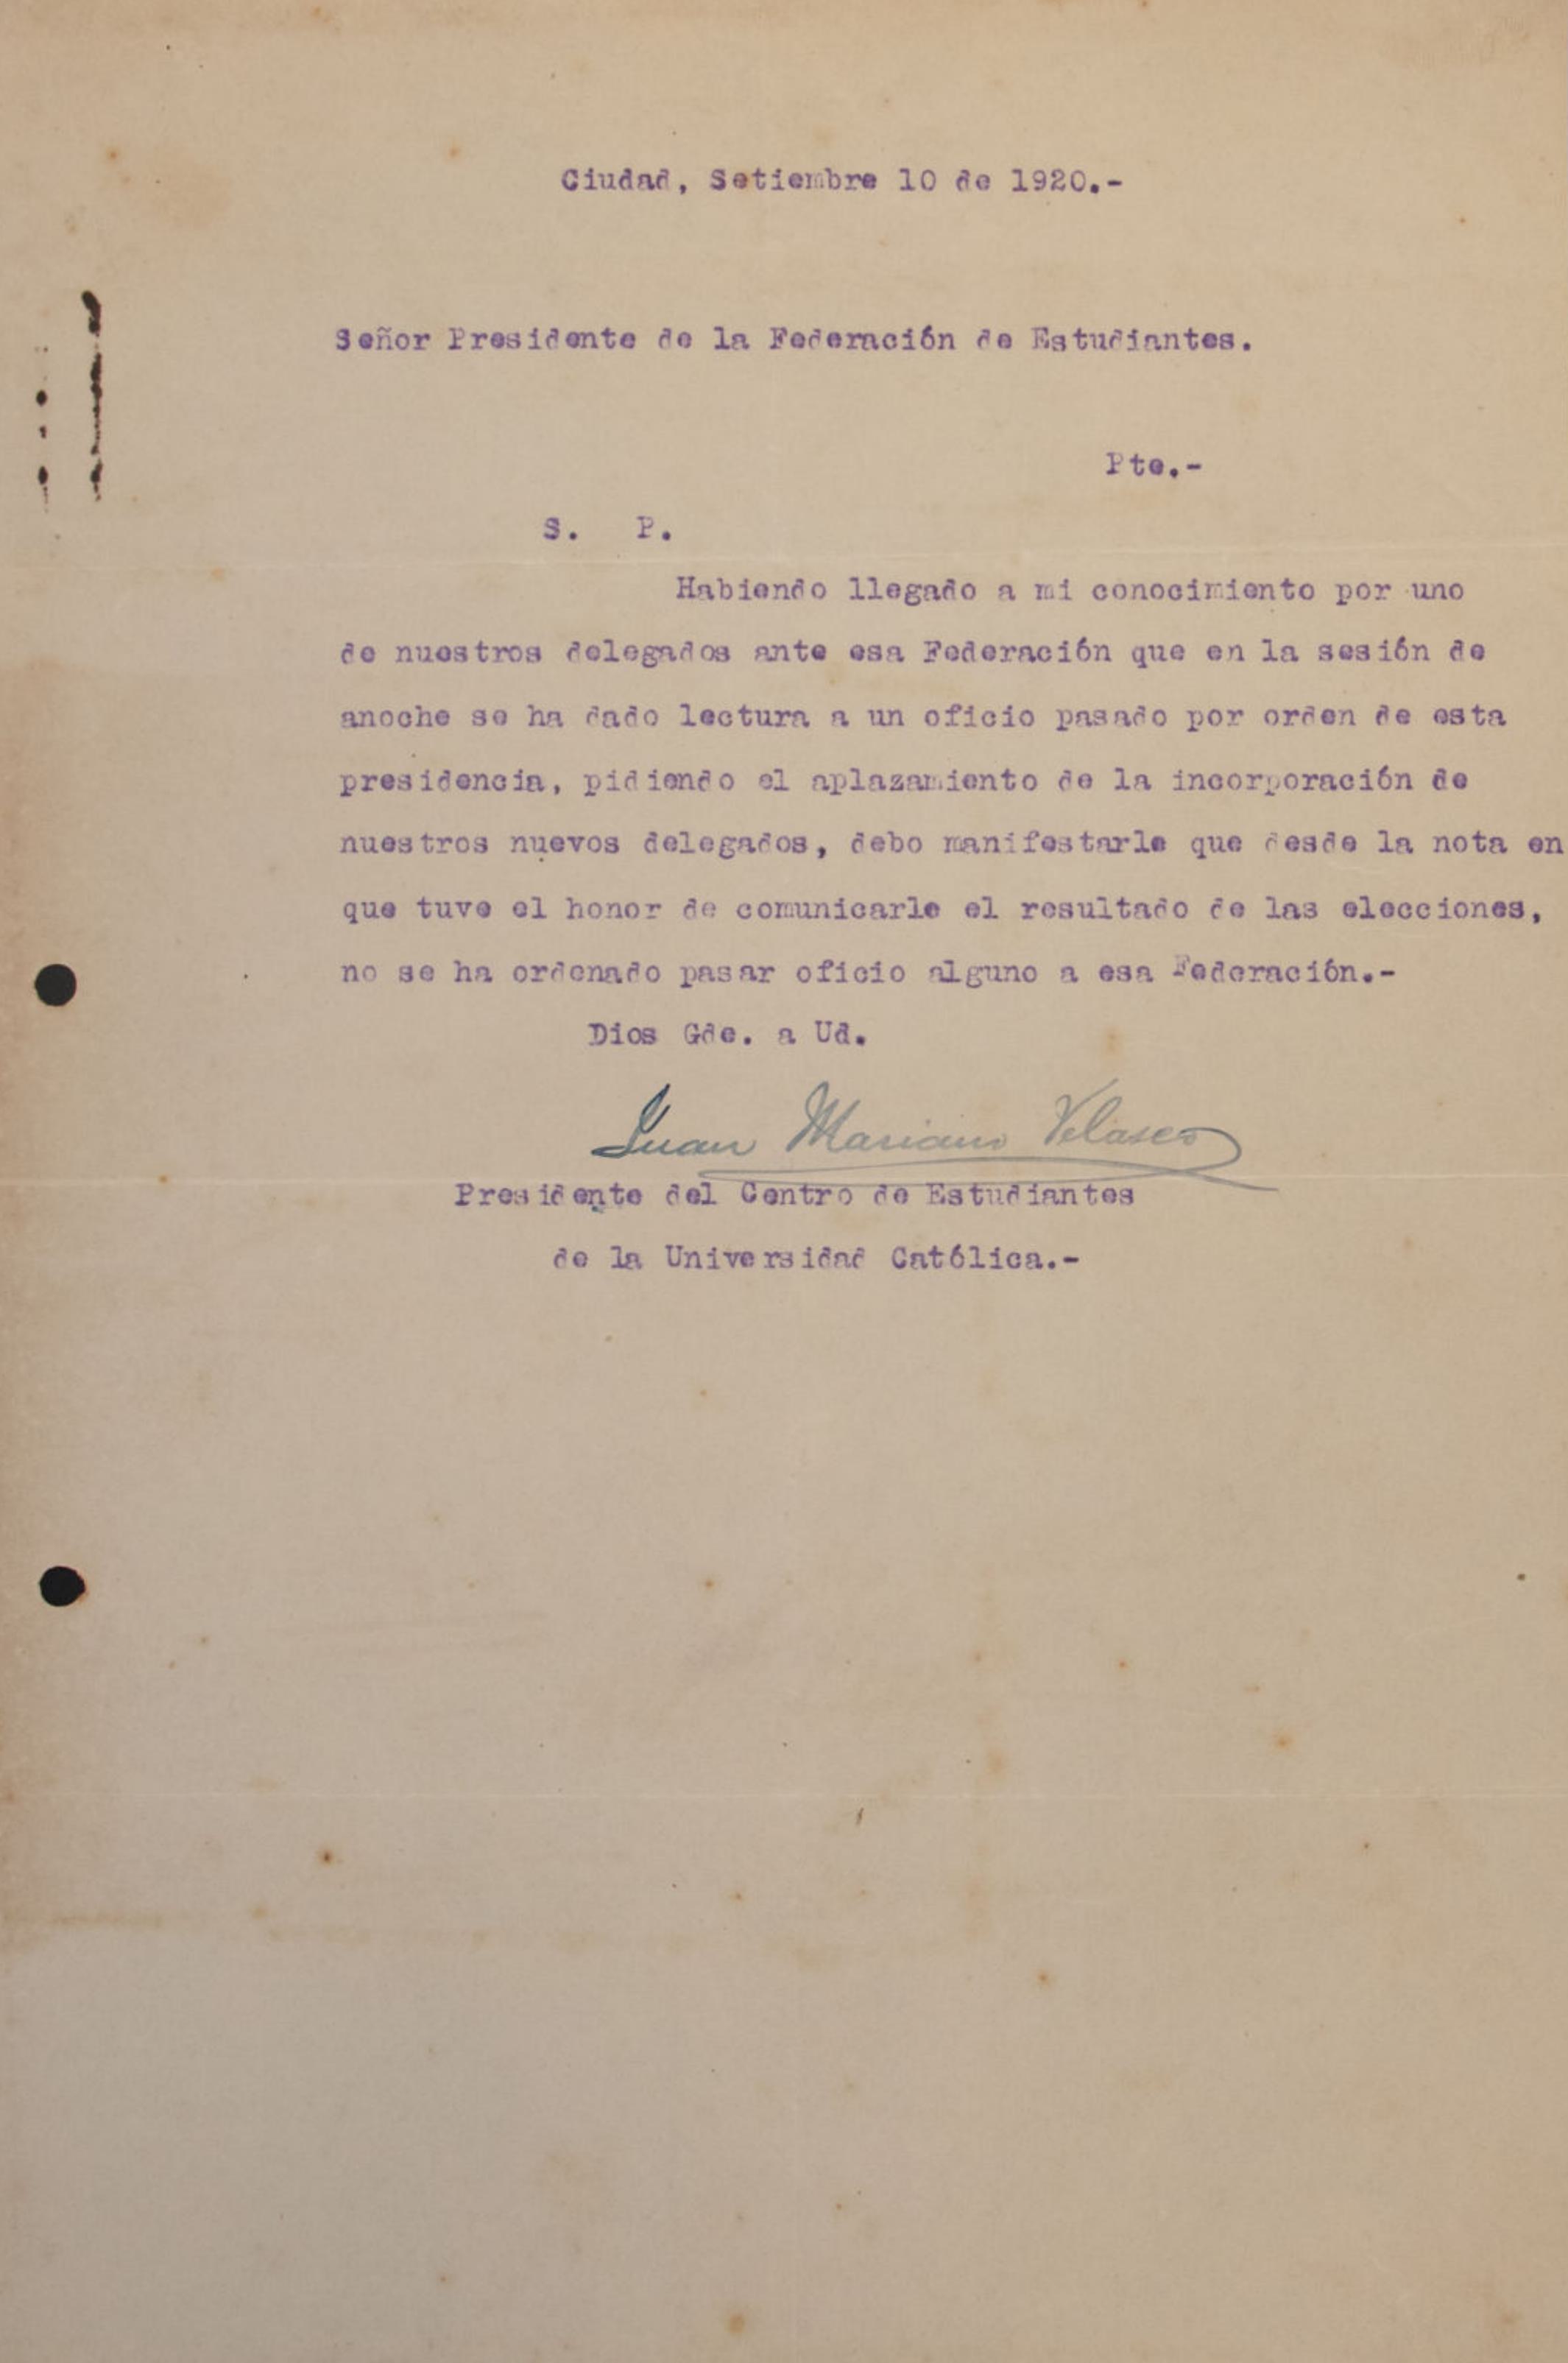 Ciudad, Setiembre 10 de 1920.-
Señor Presidente de la Federación de Estudiantes.
Pte.-
S. P.
Habiendo llegado a mi conocimiento por uno
de nuestros delegados ante esa Federación que en la sesión de
anoche se ha dado lectura a un oficio pasado por orden de esta
presidencia, pidiendo el aplazamiento de la incorporación de
nuestros nuevos delegados, debo manifestarle que desde la nota en
que tuve el honor de comunicarle el resultado de las elecciones,
no se ha ordenado pasar oficio alguno a esa Federación.-
Dios Gde. a Ud.
Juan Mariano Velasco
Presidente del Centro de Estudiantes
de la Universidad Católica.-